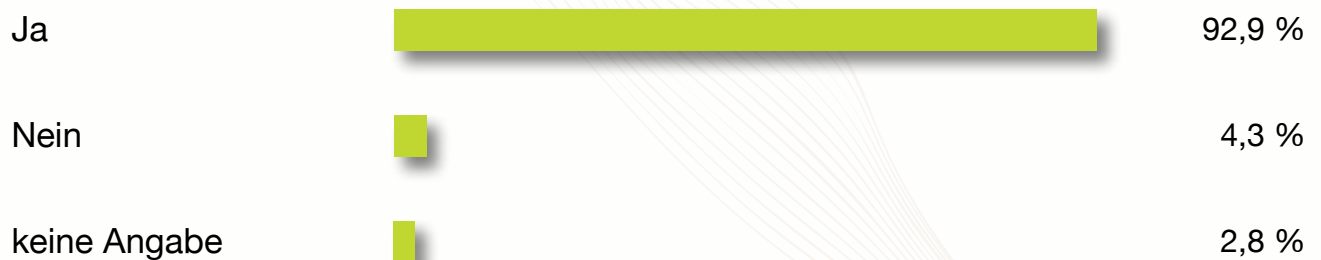 Ja 92,9 %
Nein 4,3 %
keine Angabe 2,8 %